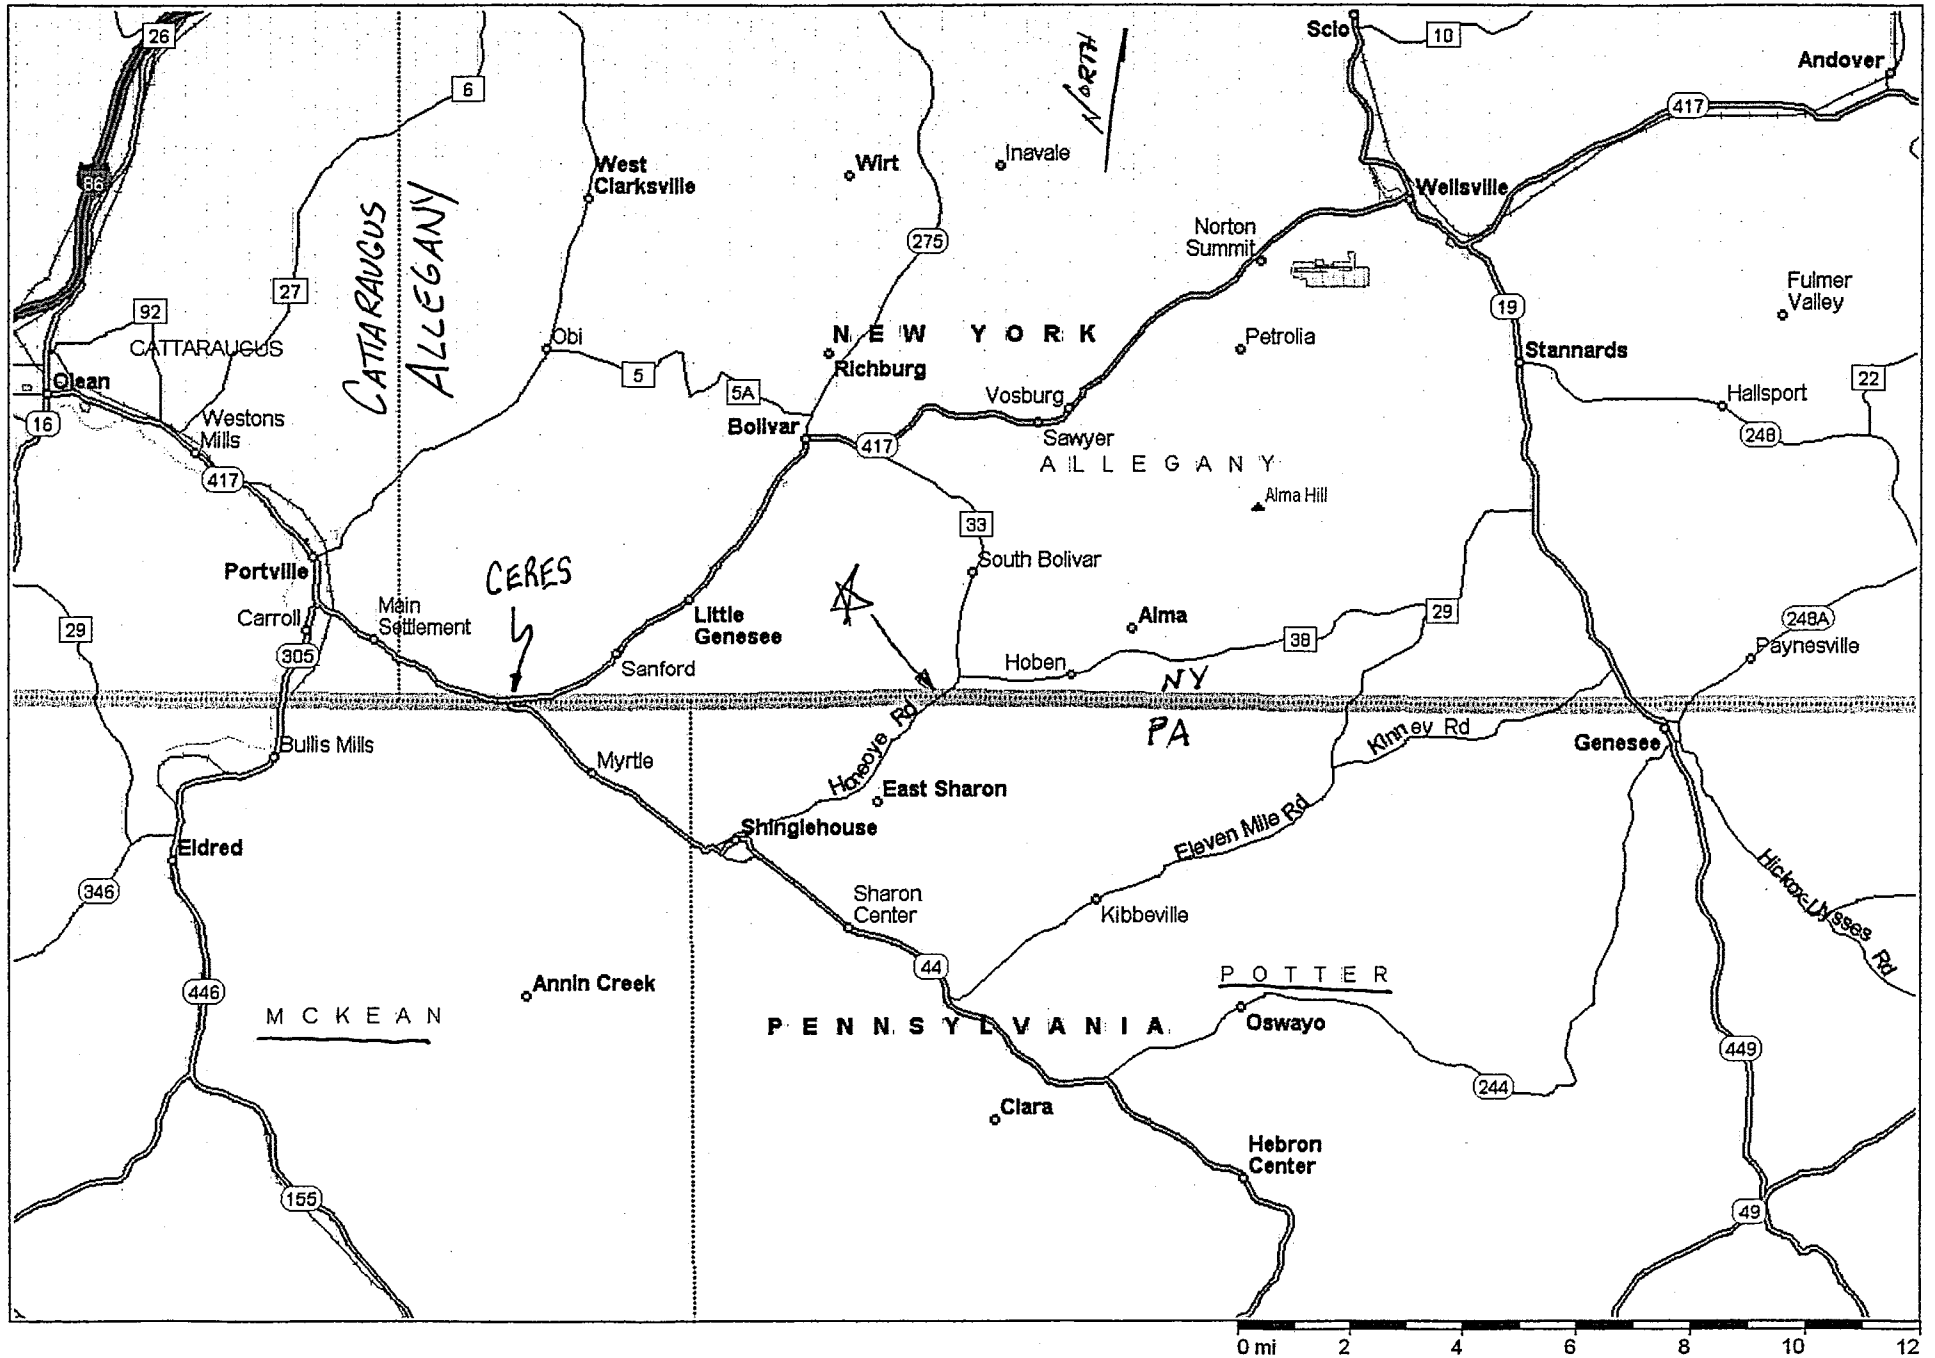 26
Scio
10
Andover
6
NORTH
417
86
West
Clarksville
Wirt
Inavale
Wellsville
CATTARAUGUS
ALLEGANY
Norton
Summit
275
27
92
19
Fulmer
Valley
CATTARAUGUS
Obi
NEW YORK
Petrolia
Stannards
Richburg
5
5A
Olean
Vosburg
Hallsport
22
16
Westons
Mills
Bolivar
417
Sawyer
248
417
ALLEGANY
Alma Hill
33
Portville
CERES
South Bolivar
29
Carroll
Main
Settlement
Little
Genesee
Alma
29
248A
305
Sanford
Hoben
38
Paynesville
NY
Honeoye Rd
PA
Kinney Rd
Genesee
Bullis Mills
Myrtle
East Sharon
Shinglehouse
Eleven Mile Rd
Eldred
346
Sharon
Center
Kibbeville
Hickox-Ulysses Rd
44
446
Annin Creek
POTTER
MCKEAN
PENNSYLVANIA
Oswayo
449
244
Clara
Hebron
Center
155
49
0 mi 2 4 6 8 10 12